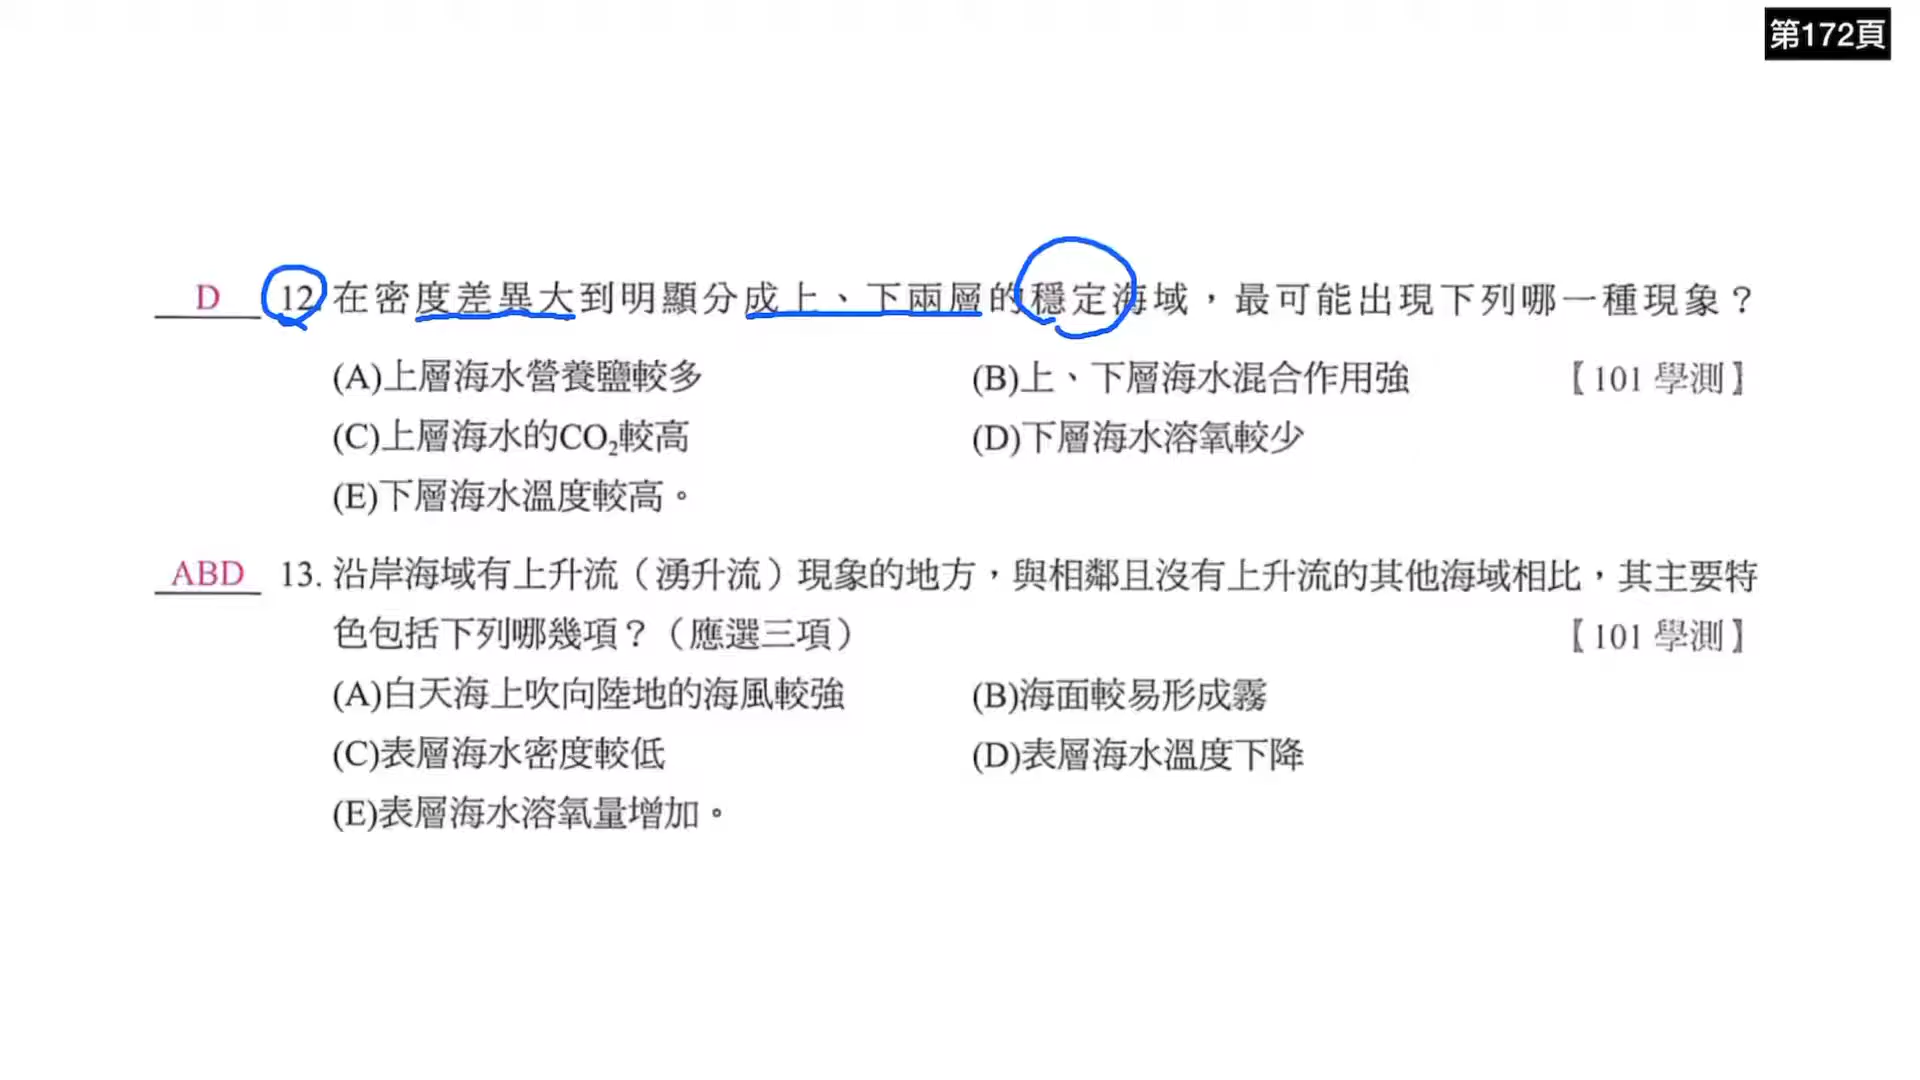 第172頁
D 12. 在密度差異大到明顯分成上、下兩層的穩定海域，最可能出現下列哪一種現象？
(A)上層海水營養鹽較多 (B)上、下層海水混合作用強 【101 學測】
(C)上層海水的CO₂較高 (D)下層海水溶氧較少
(E)下層海水溫度較高。
ABD 13. 沿岸海域有上升流（湧升流）現象的地方，與相鄰且沒有上升流的其他海域相比，其主要特
色包括下列哪幾項？（應選三項） 【101 學測】
(A)白天海上吹向陸地的海風較強 (B)海面較易形成霧
(C)表層海水密度較低 (D)表層海水溫度下降
(E)表層海水溶氧量增加。